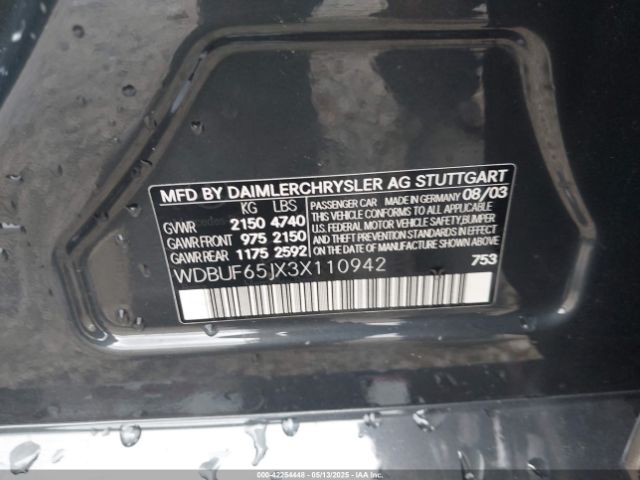 MFD BY DAIMLERCHRYSLER AG STUTTGART
KG LBS
GVWR 2150 4740
GAWR FRONT 975 2150
GAWR REAR 1175 2592
PASSENGER CAR MADE IN GERMANY 08/03
THIS VEHICLE CONFORMS TO ALL APPLICABLE
U.S. FEDERAL MOTOR VEHICLE SAFETY,BUMPER
AND THEFT PREVENTION STANDARDS IN EFFECT
ON THE DATE OF MANUFACTURE SHOWN ABOVE.
WDBUF65JX3X110942
753
000-42254448 - 05/13/2025 - IAAI.COM